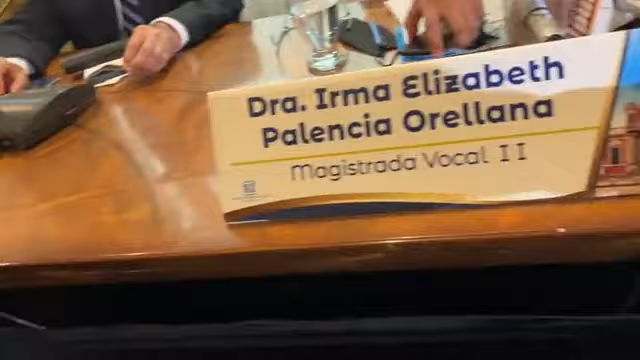 Dra. Irma Elizabeth
Palencia Orellana
Magistrada Vocal II